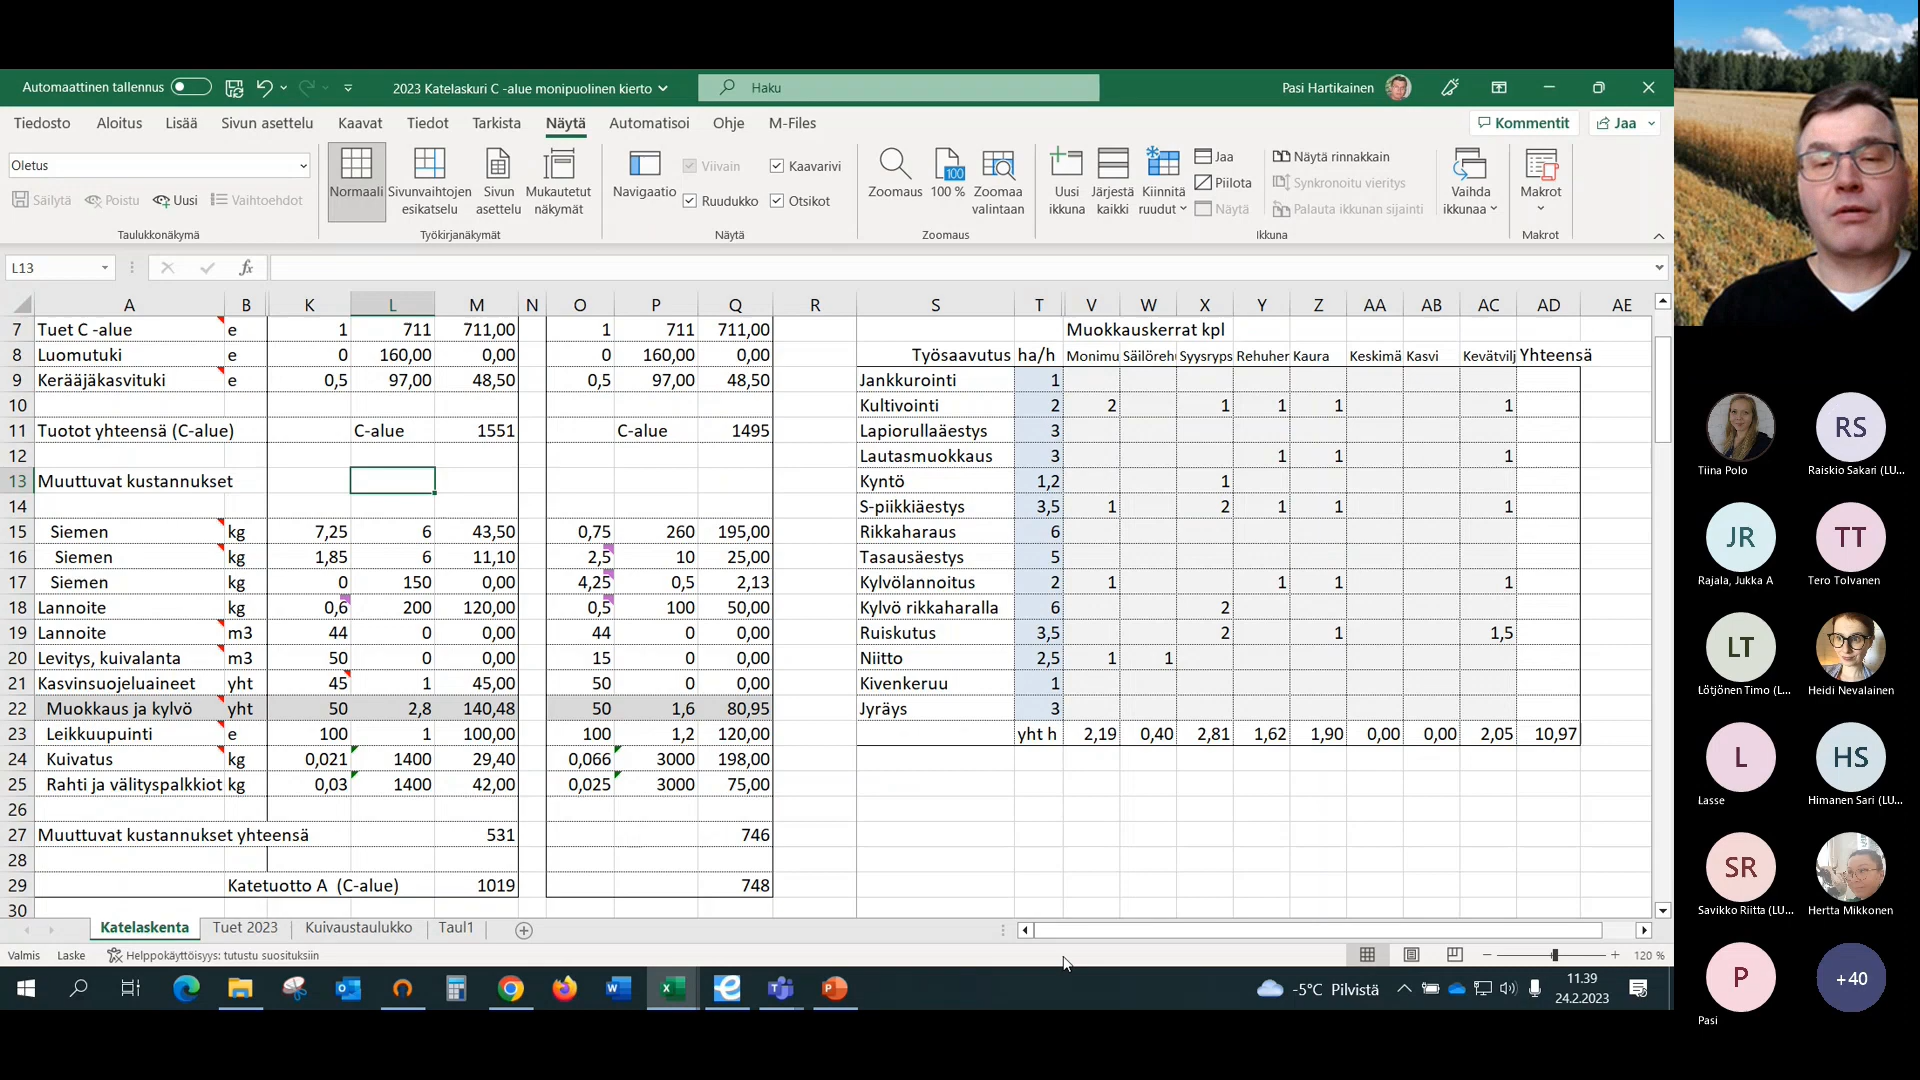 Automaattinen tallennus
2023 Katelaskuri C -alue monipuolinen kierto
Haku
Pasi Hartikainen
Tiedosto Aloitus Lisää Sivun asettelu Kaavat Tiedot Tarkista Näytä Automatisoi Ohje M-Files
Kommentit Jaa
Oletus
Säilytä Poistu Uusi Vaihtoehdot
Taulukkonäkymä
Normaali Sivunvaihtojen esikatselu Sivun asettelu Mukautetut näkymät
Työkirjanäkymät
Navigaatio Viivain Kaavarivi
Ruudukko Otsikot
Näytä
Zoomaus 100 % Zoomaa valintaan
Zoomaus
Uusi ikkuna Järjestä kaikki Kiinnitä ruudut
Jaa Näytä rinnakkain
Piilota Synkronoitu vieritys
Näytä Palauta ikkunan sijainti
Vaihda ikkunaa
Ikkuna
Makrot
Makrot
L13
fx
A B K L M N O P Q R S T V W X Y Z AA AB AC AD AE
7 Tuet C -alue e 1 711 711,00 1 711 711,00 Muokkauskerrat kpl
8 Luomutuki e 0 160,00 0,00 0 160,00 0,00 Työsaavutus ha/h Monimu Säilöreh Syysryps Rehuher Kaura Keskimä Kasvi Kevätvilj Yhteensä
9 Kerääjäkasvituki e 0,5 97,00 48,50 0,5 97,00 48,50 Jankkurointi 1
10 Kultivointi 2 2 1 1 1 1
11 Tuotot yhteensä (C-alue) C-alue 1551 C-alue 1495 Lapiorullaäestys 3
12 Lautasmuokkaus 3 1 1 1
13 Muuttuvat kustannukset Kyntö 1,2 1
14 S-piikkiäestys 3,5 1 2 1 1 1
15 Siemen kg 7,25 6 43,50 0,75 260 195,00 Rikkaharaus 6
16 Siemen kg 1,85 6 11,10 2,5 10 25,00 Tasausäestys 5
17 Siemen kg 0 150 0,00 4,25 0,5 2,13 Kylvölannoitus 2 1 1 1 1
18 Lannoite kg 0,6 200 120,00 0,5 100 50,00 Kylvö rikkaharalla 6 2
19 Lannoite m3 44 0 0,00 44 0 0,00 Ruiskutus 3,5 2 1 1,5
20 Levitys, kuivalanta m3 50 0 0,00 15 0 0,00 Niitto 2,5 1 1
21 Kasvinsuojeluaineet yht 45 1 45,00 50 0 0,00 Kivenkeruu 1
22 Muokkaus ja kylvö yht 50 2,8 140,48 50 1,6 80,95 Jyräys 3
23 Leikkuupuinti e 100 1 100,00 100 1,2 120,00 yht h 2,19 0,40 2,81 1,62 1,90 0,00 0,00 2,05 10,97
24 Kuivatus kg 0,021 1400 29,40 0,066 3000 198,00
25 Rahti ja välityspalkkiot kg 0,03 1400 42,00 0,025 3000 75,00
26
27 Muuttuvat kustannukset yhteensä 531 746
28
29 Katetuotto A (C-alue) 1019 748
30
Katelaskenta Tuet 2023 Kuivaustaulukko Taul1
Valmis Laske Helppokäyttöisyys: tutustu suosituksiin
120 %
-5°C Pilvistä
11.39
24.2.2023
Tiina Polo
RS
Raiskio Sakari (LU...
JR
Rajala, Jukka A
TT
Tero Tolvanen
LT
Lötjönen Timo (L...
Heidi Nevalainen
L
Lasse
HS
Himanen Sari (LU...
SR
Savikko Riitta (LU...
Hertta Mikkonen
P
Pasi
+40